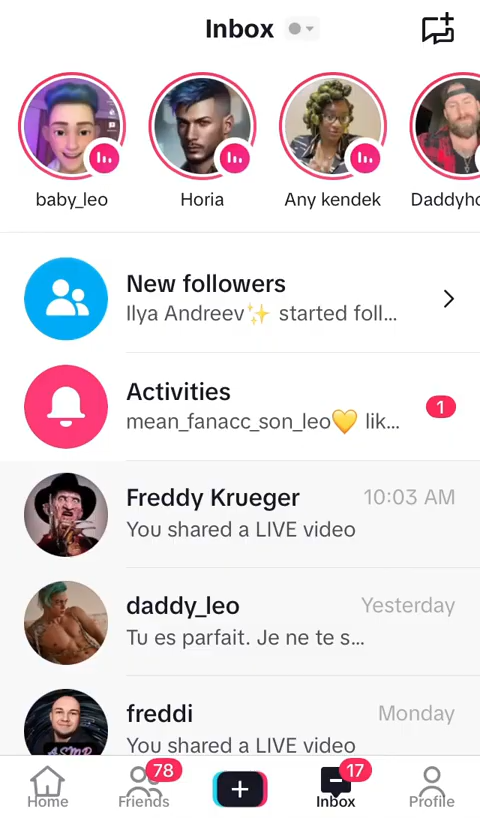 Inbox
baby_leo
Horia
Any kendek
Daddyho
New followers
Ilya Andreev✨ started foll...
Activities
mean_fanacc_son_leo💛 lik...
1
Freddy Krueger
10:03 AM
You shared a LIVE video
daddy_leo
Yesterday
Tu es parfait. Je ne te s...
freddi
Monday
You shared a LIVE video
78
17
Home
Friends
Inbox
Profile